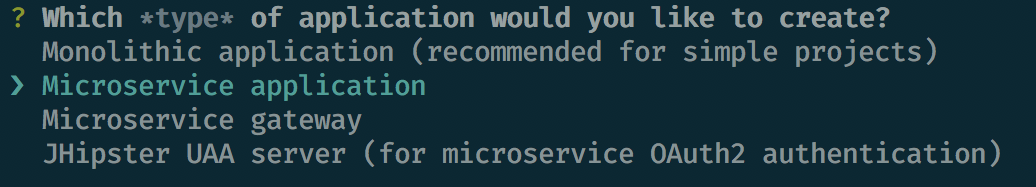 ? Which *type* of application would you like to create?
Monolithic application (recommended for simple projects)
❯ Microservice application
Microservice gateway
JHipster UAA server (for microservice OAuth2 authentication)